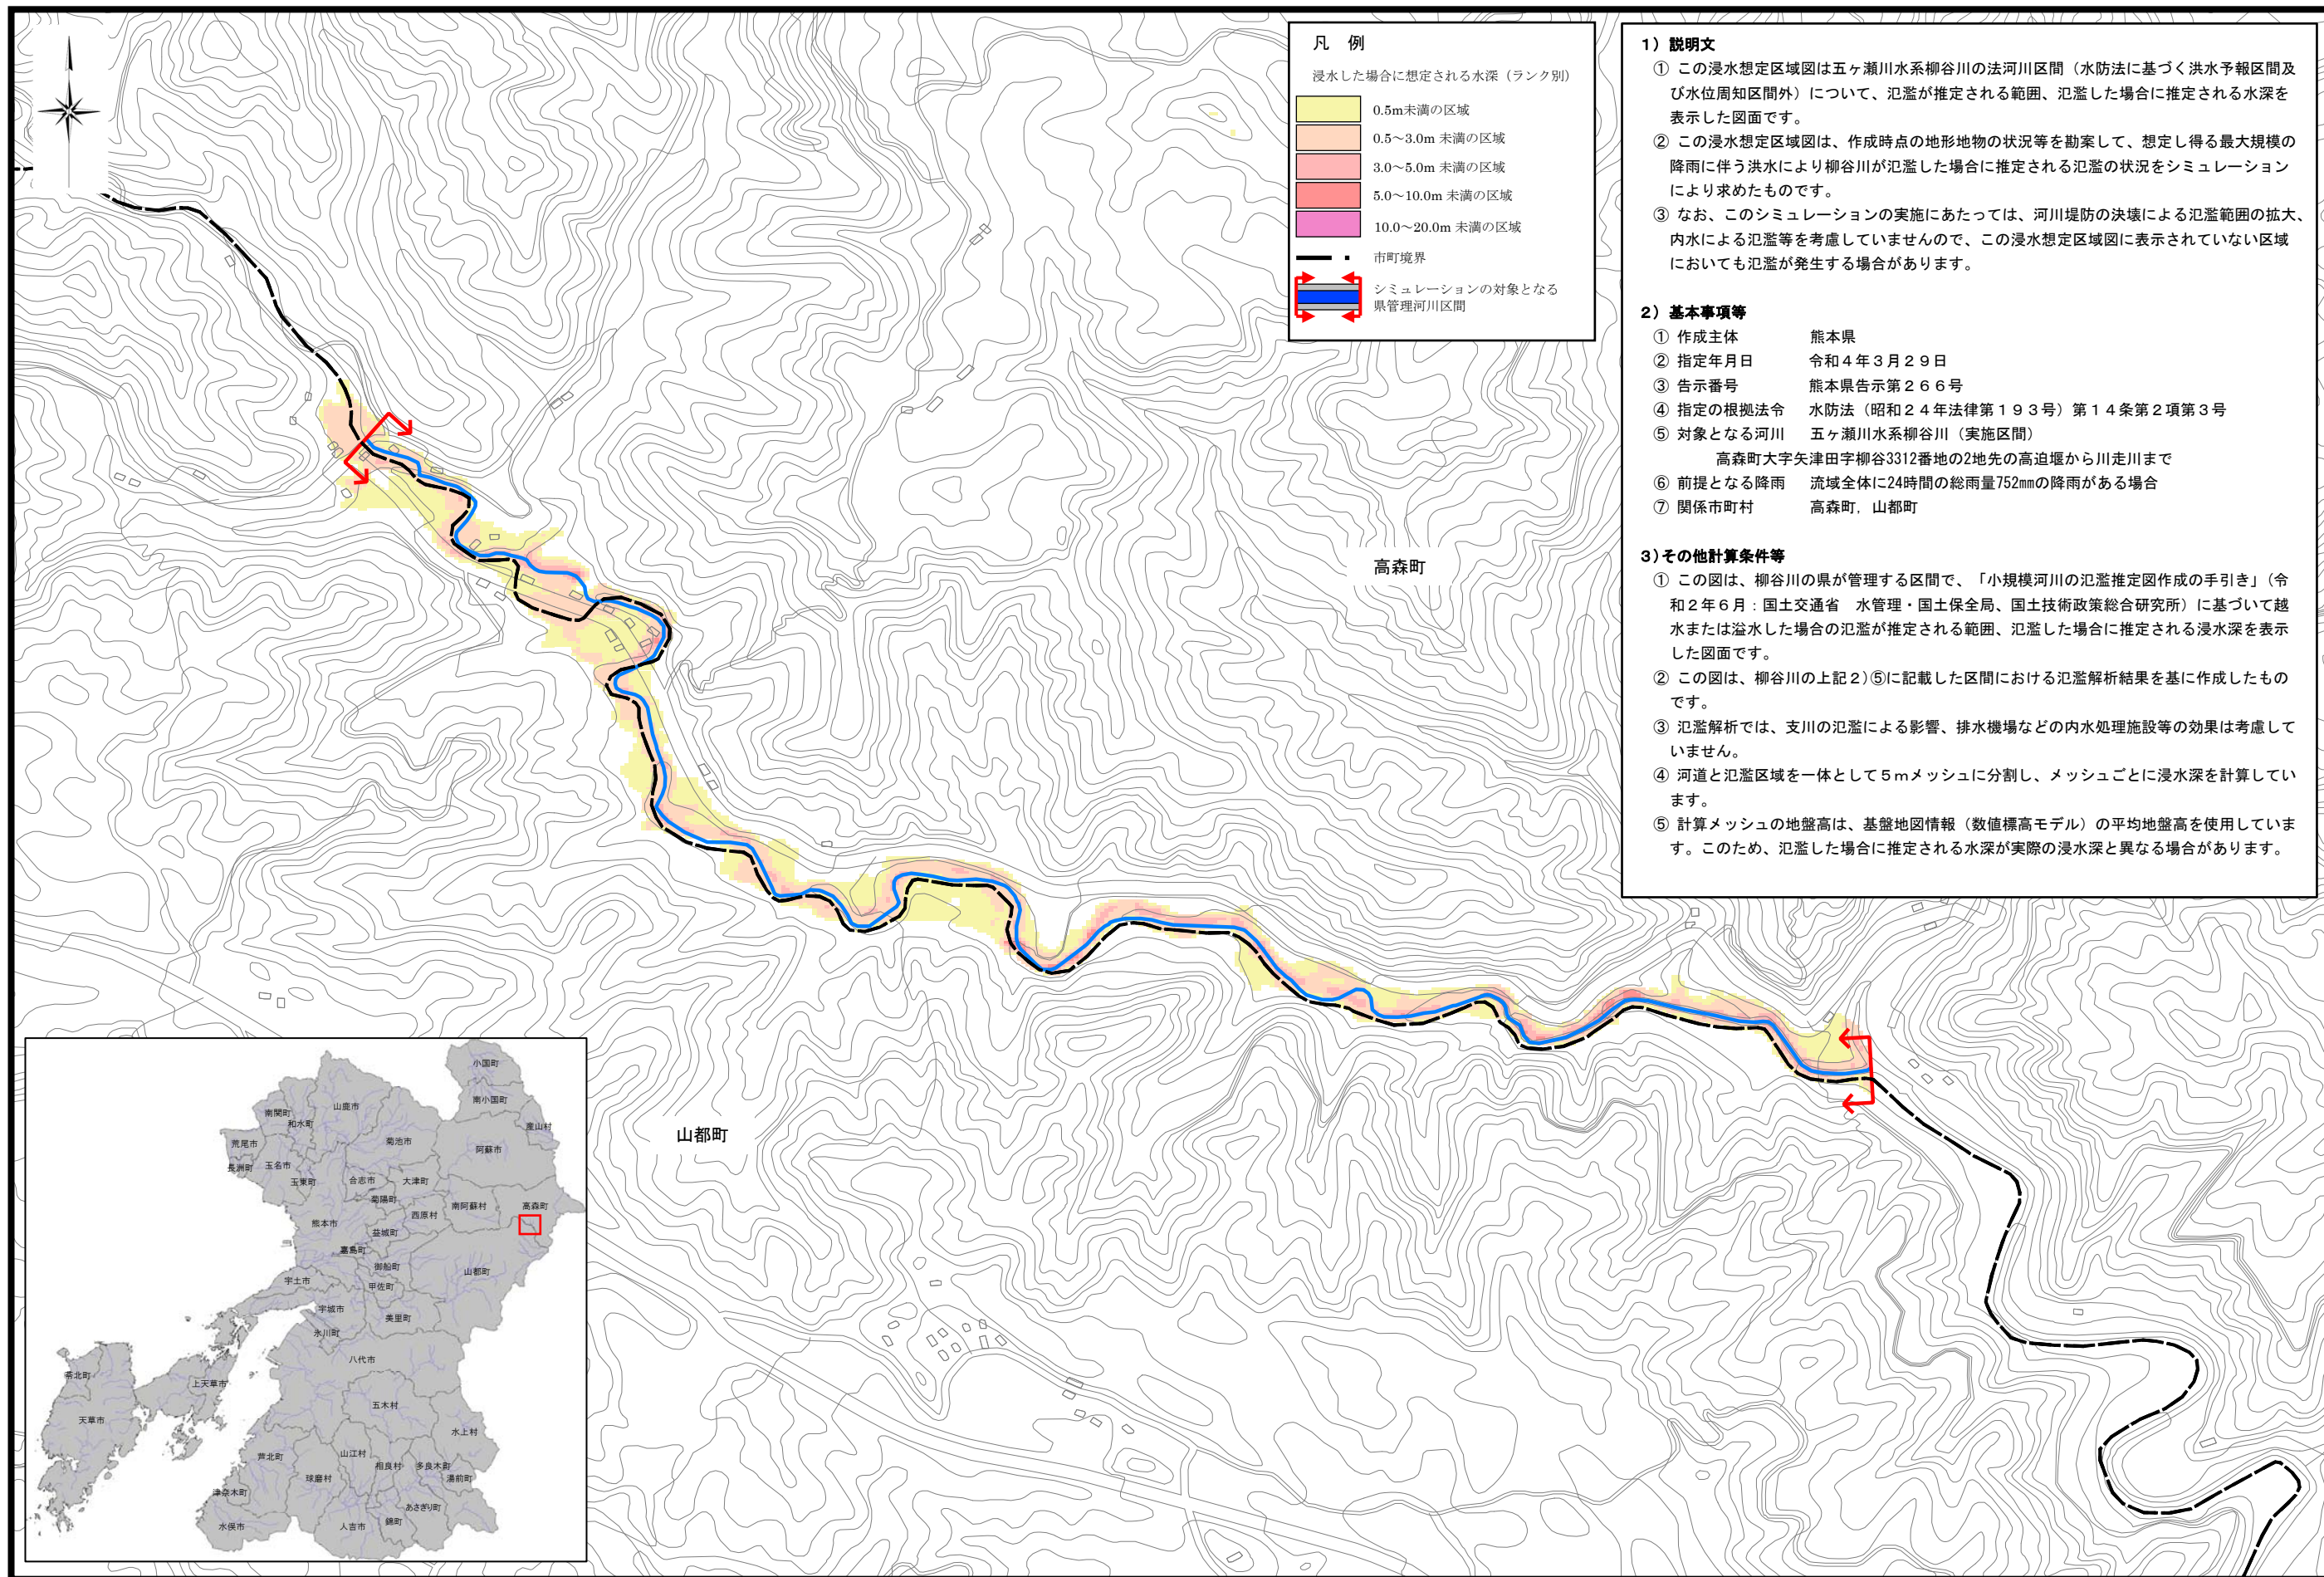 凡 例
浸水した場合に想定される水深（ランク別）
0.5m未満の区域
0.5～3.0m 未満の区域
3.0～5.0m 未満の区域
5.0～10.0m 未満の区域
10.0～20.0m 未満の区域
市町境界
シミュレーションの対象となる
県管理河川区間
1）説明文
① この浸水想定区域図は五ヶ瀬川水系柳谷川の法河川区間（水防法に基づく洪水予報区間及
び水位周知区間外）について、氾濫が推定される範囲、氾濫した場合に推定される水深を
表示した図面です。
② この浸水想定区域図は、作成時点の地形地物の状況等を勘案して、想定し得る最大規模の
降雨に伴う洪水により柳谷川が氾濫した場合に推定される氾濫の状況をシミュレーション
により求めたものです。
③ なお、このシミュレーションの実施にあたっては、河川堤防の決壊による氾濫範囲の拡大、
内水による氾濫等を考慮していませんので、この浸水想定区域図に表示されていない区域
においても氾濫が発生する場合があります。
2）基本事項等
① 作成主体 熊本県
② 指定年月日 令和４年３月２９日
③ 告示番号 熊本県告示第２６６号
④ 指定の根拠法令 水防法（昭和２４年法律第１９３号）第１４条第２項第３号
⑤ 対象となる河川 五ヶ瀬川水系柳谷川（実施区間）
高森町大字矢津田字柳谷3312番地の2地先の高迫堰から川走川まで
⑥ 前提となる降雨 流域全体に24時間の総雨量752㎜の降雨がある場合
⑦ 関係市町村 高森町，山都町
3)その他計算条件等
① この図は、柳谷川の県が管理する区間で、「小規模河川の氾濫推定図作成の手引き」（令
和２年６月：国土交通省 水管理・国土保全局、国土技術政策総合研究所）に基づいて越
水または溢水した場合の氾濫が推定される範囲、氾濫した場合に推定される浸水深を表示
した図面です。
② この図は、柳谷川の上記２)⑤に記載した区間における氾濫解析結果を基に作成したもの
です。
③ 氾濫解析では、支川の氾濫による影響、排水機場などの内水処理施設等の効果は考慮して
いません。
④ 河道と氾濫区域を一体として５ｍメッシュに分割し、メッシュごとに浸水深を計算してい
ます。
⑤ 計算メッシュの地盤高は、基盤地図情報（数値標高モデル）の平均地盤高を使用していま
す。このため、氾濫した場合に推定される水深が実際の浸水深と異なる場合があります。
高森町
山都町
小国町
南小国町
産山村
南関町
和水町
山鹿市
菊池市
阿蘇市
荒尾市
長洲町
玉名市
玉東町
合志市
大津町
菊陽町
西原村
南阿蘇村
高森町
熊本市
益城町
嘉島町
御船町
山都町
宇土市
甲佐町
宇城市
美里町
氷川町
八代市
苓北町
上天草市
天草市
五木村
水上村
芦北町
山江村
球磨村
相良村
多良木町
湯前町
津奈木町
あさぎり町
水俣市
人吉市
錦町